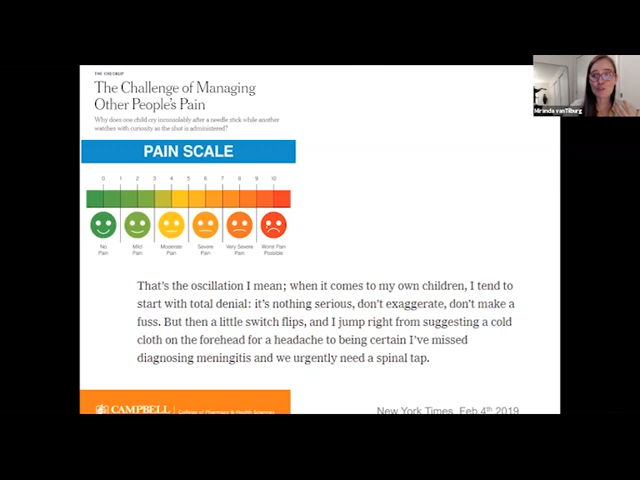 THE CHECKUP
The Challenge of Managing
Other People's Pain
Why does one child cry inconsolably after a needle stick while another
watches with curiosity as the shot is administered?
Miranda vanTilburg
PAIN SCALE
0 1 2 3 4 5 6 7 8 9 10
No Pain
Mild Pain
Moderate Pain
Severe Pain
Very Severe Pain
Worst Pain Possible
That's the oscillation I mean; when it comes to my own children, I tend to
start with total denial: it's nothing serious, don't exaggerate, don't make a
fuss. But then a little switch flips, and I jump right from suggesting a cold
cloth on the forehead for a headache to being certain I've missed
diagnosing meningitis and we urgently need a spinal tap.
CAMPBELL College of Pharmacy & Health Sciences
New York Times, Feb 4th 2019